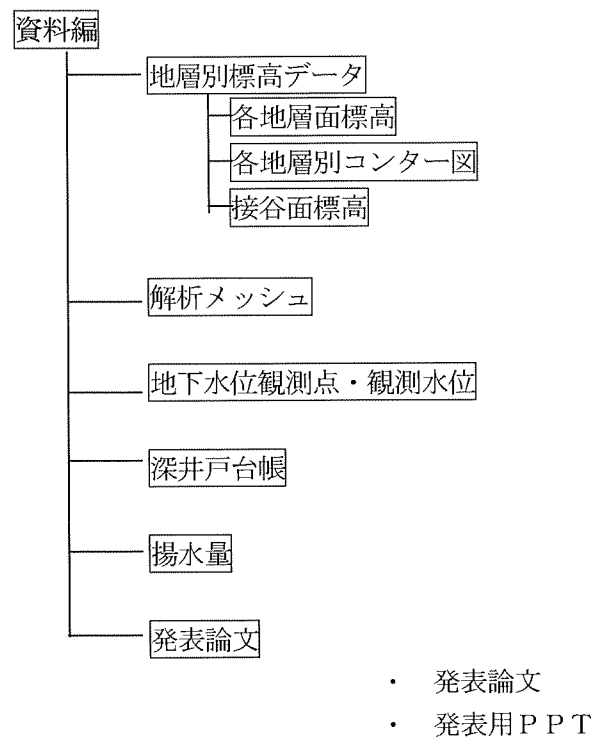 資料編
地層別標高データ
各地層面標高
各地層別コンター図
接谷面標高
解析メッシュ
地下水位観測点・観測水位
深井戸台帳
揚水量
発表論文
・ 発表論文
・ 発表用ＰＰＴ